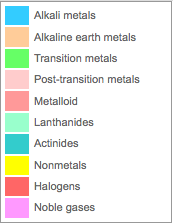 Alkali metals
Alkaline earth metals
Transition metals
Post-transition metals
Metalloid
Lanthanides
Actinides
Nonmetals
Halogens
Noble gases